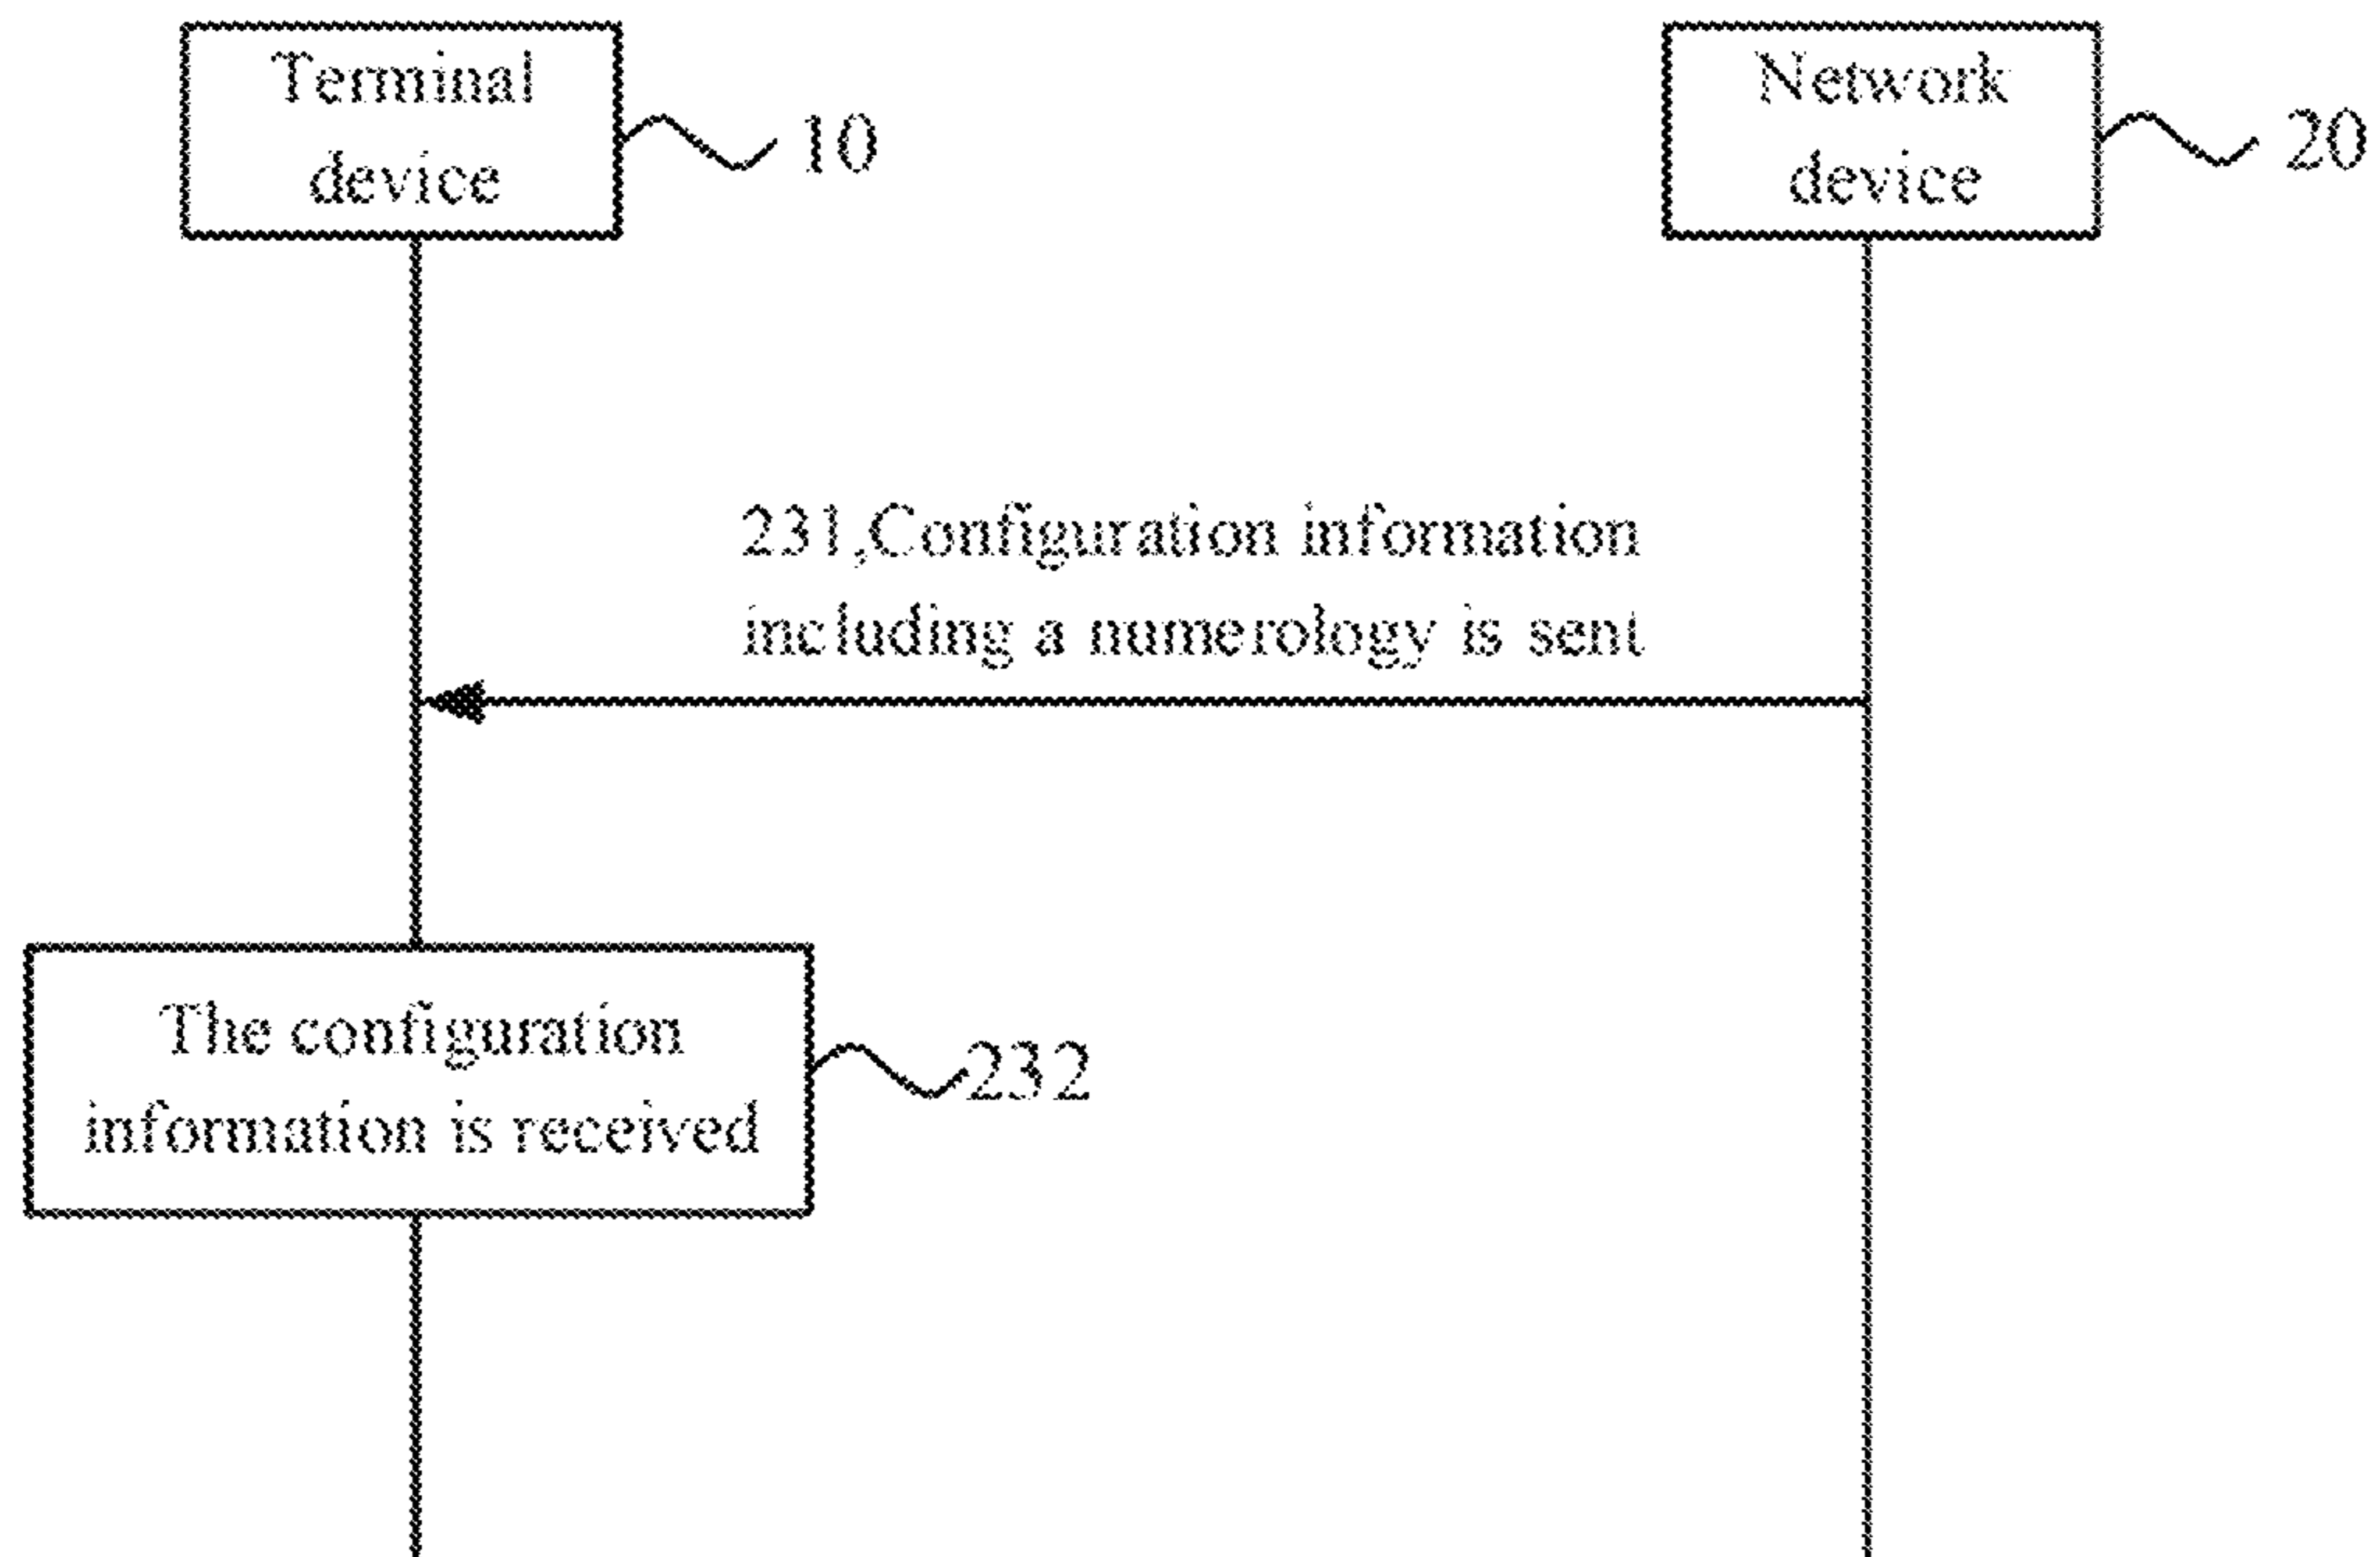 Terminal
device
10
Network
device
20
231,Configuration information
including a numerology is sent
The configuration
information is received
232